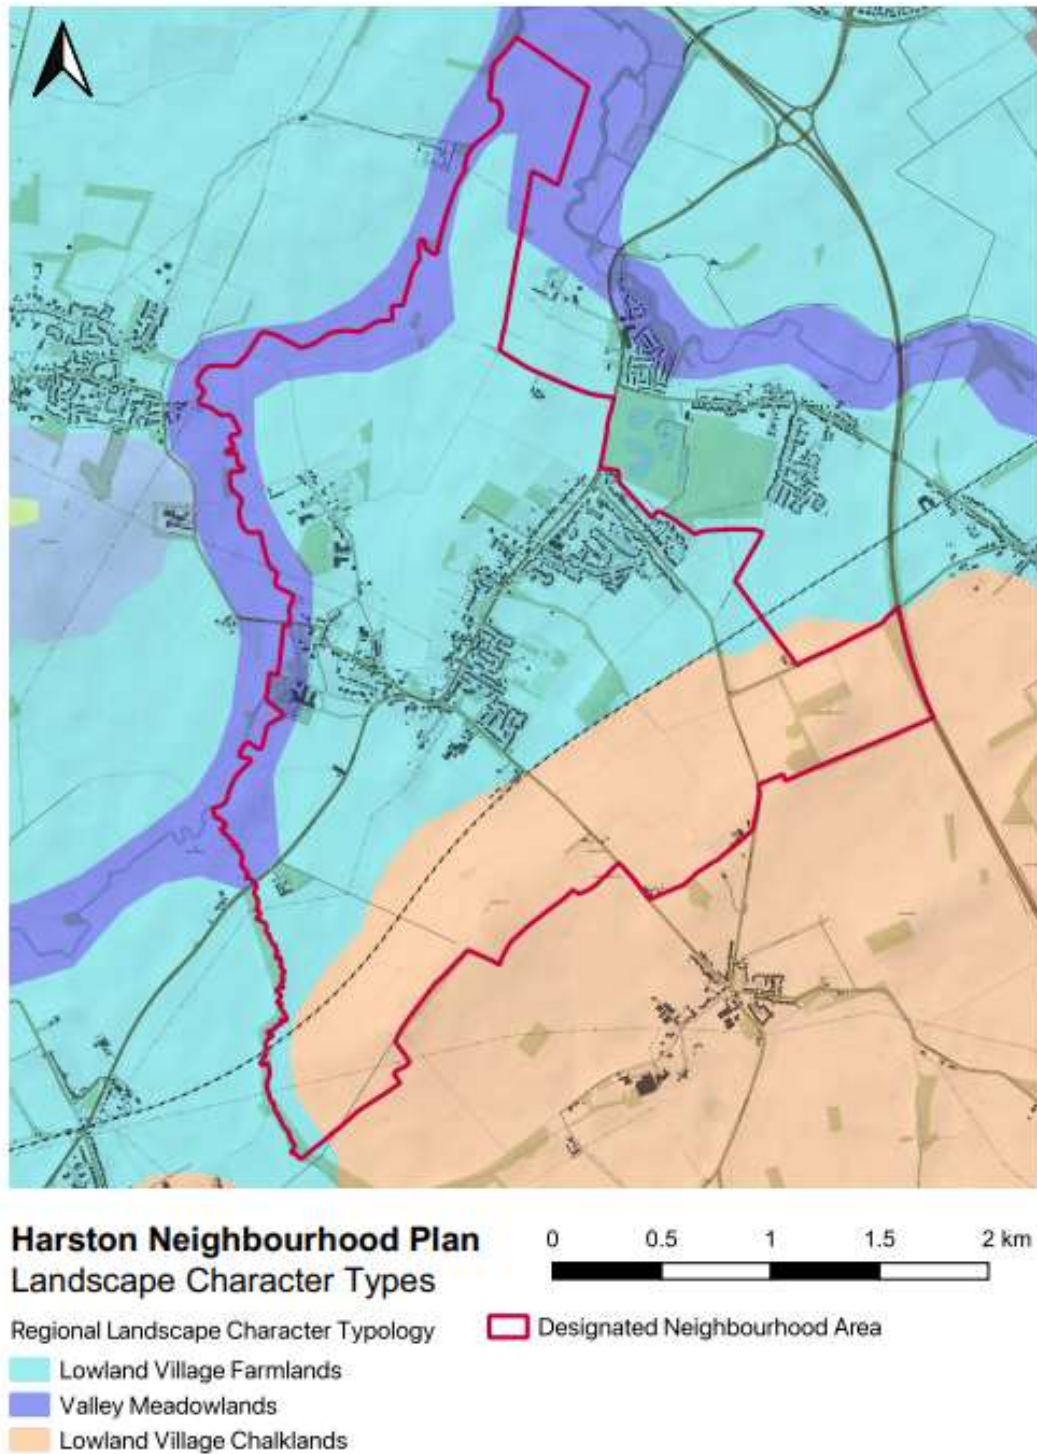 Harston Neighbourhood Plan
Landscape Character Types
0 0.5 1 1.5 2 km
Regional Landscape Character Typology
Designated Neighbourhood Area
Lowland Village Farmlands
Valley Meadowlands
Lowland Village Chalklands